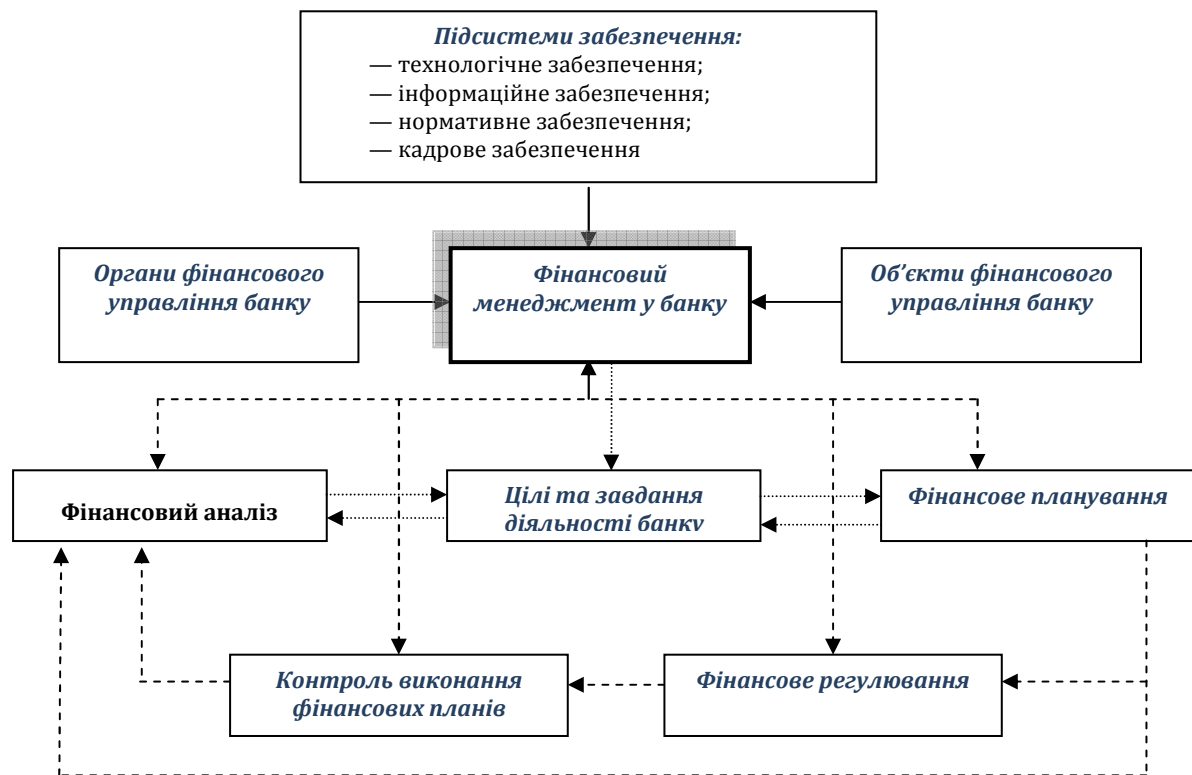 Підсистеми забезпечення:
— технологічне забезпечення;
— інформаційне забезпечення;
— нормативне забезпечення;
— кадрове забезпечення
Органи фінансового
управління банку
Фінансовий
менеджмент у банку
Об’єкти фінансового
управління банку
Фінансовий аналіз
Цілі та завдання
діяльності банку
Фінансове планування
Контроль виконання
фінансових планів
Фінансове регулювання